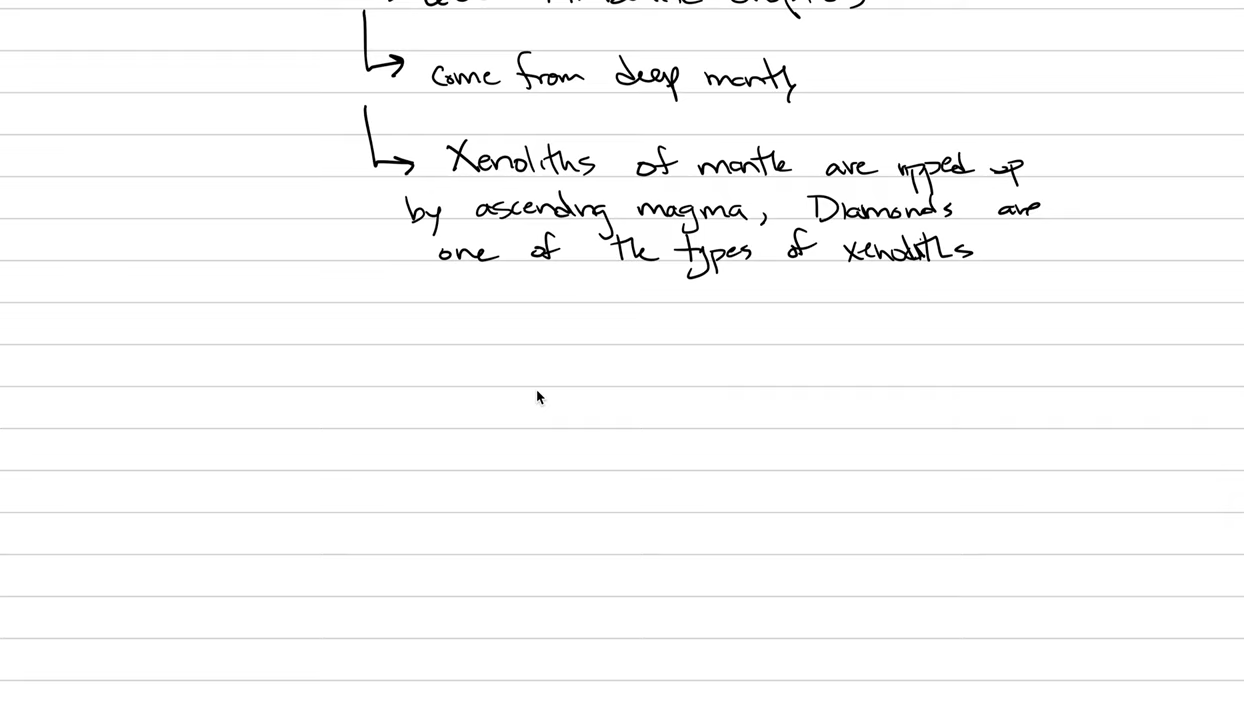 come from deep mantle
Xenoliths of mantle are ripped up
by ascending magma, Diamonds are
one of the types of xenoliths